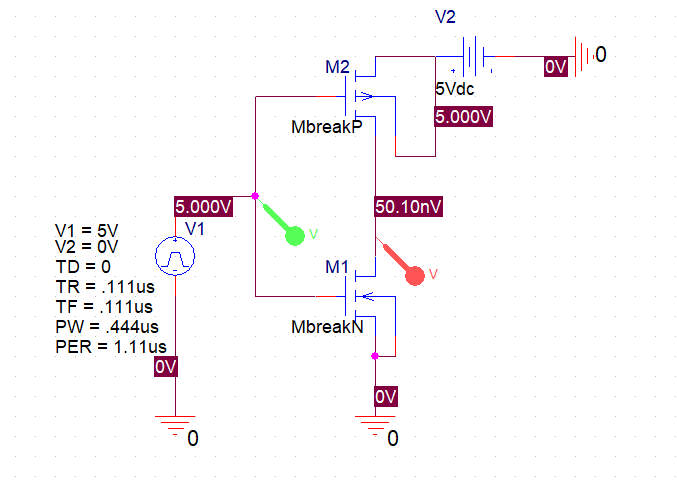 V2
0
M2
0V
5Vdc
MbreakP
5.000V
5.000V
50.10nV
V1 = 5V
V1
V
V2 = 0V
TD = 0
M1
V
TR = .111us
TF = .111us
PW = .444us
MbreakN
PER = 1.11us
0V
0V
0
0